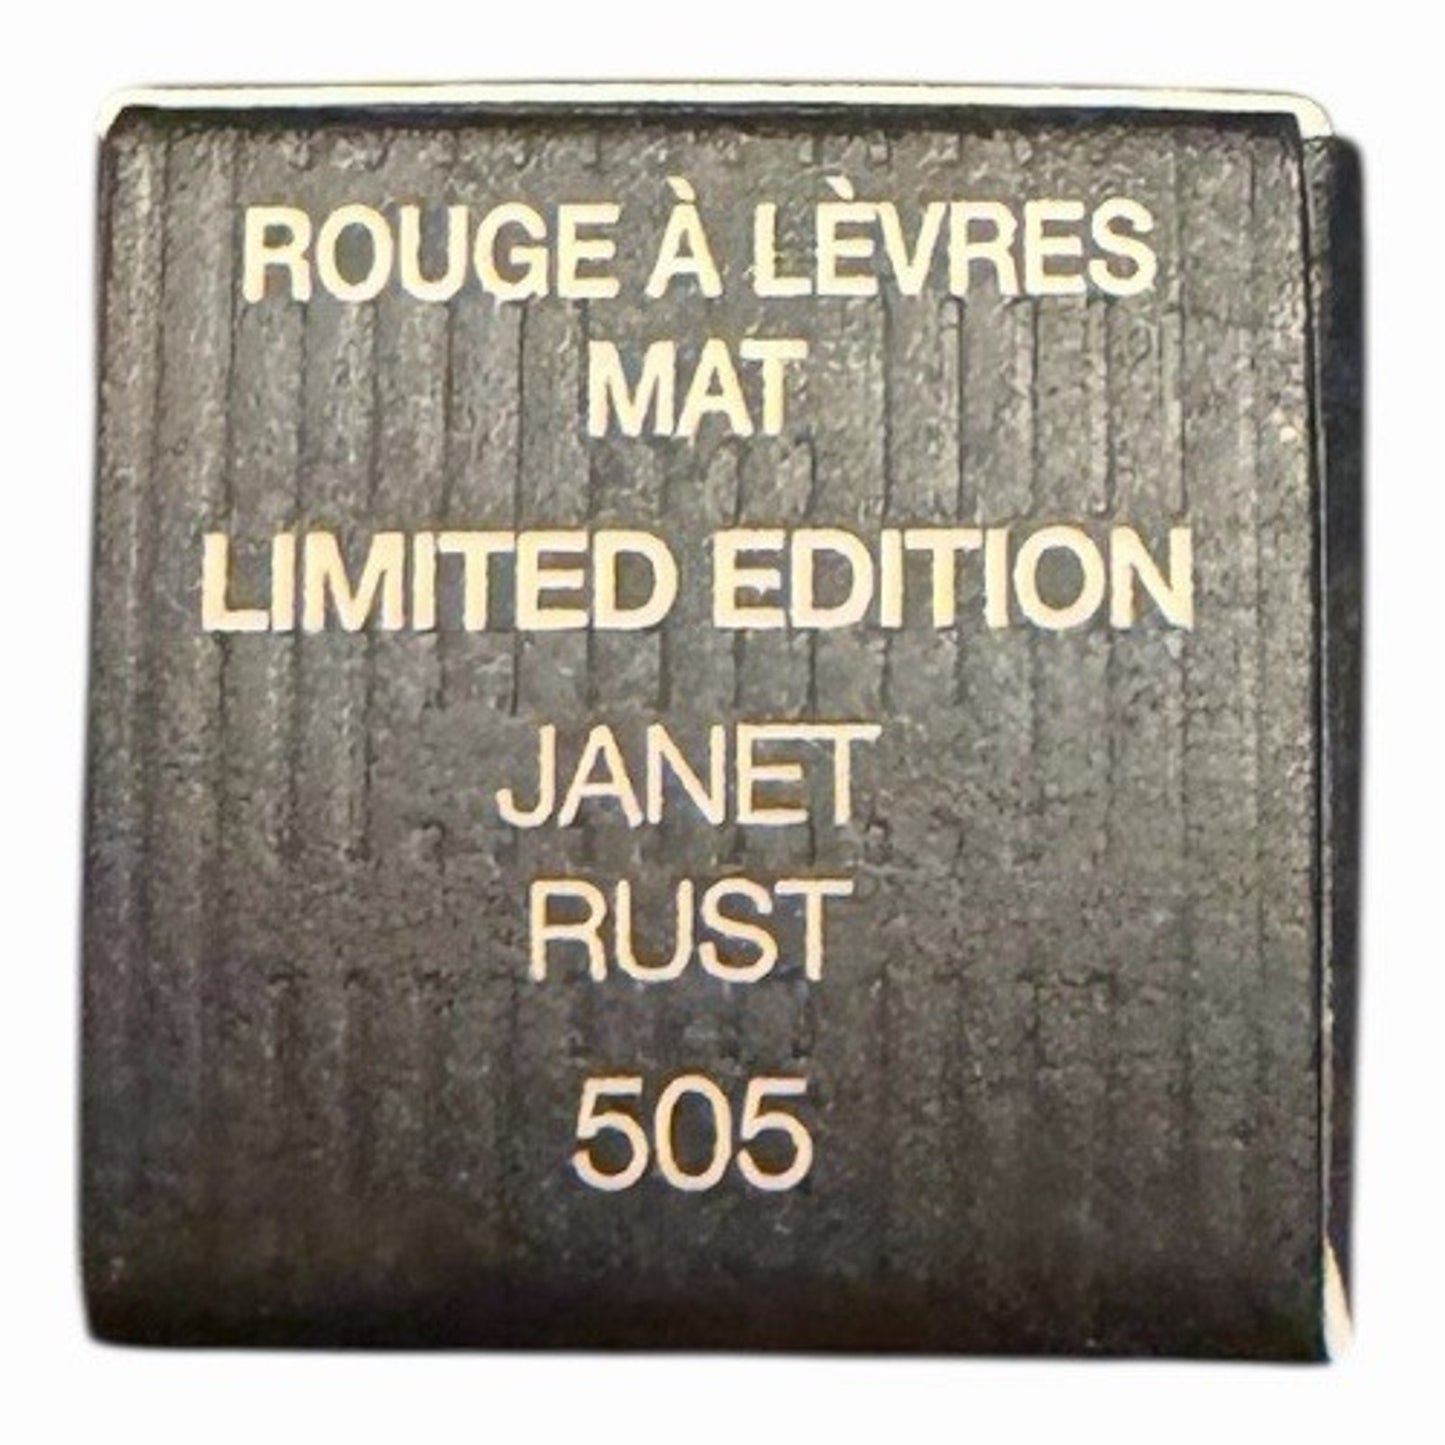 ROUGE À LÈVRES
MAT
LIMITED EDITION
JANET
RUST
505